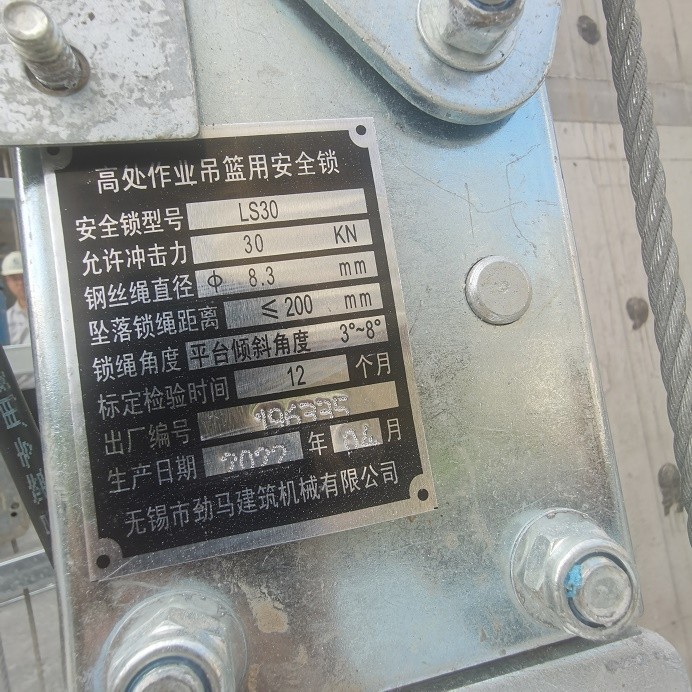 高处作业吊篮用安全锁
安全锁型号 LS30
允许冲击力 30 KN
钢丝绳直径 ϕ 8.3 mm
坠落锁绳距离 ≤200 mm
锁绳角度 平台倾斜角度 3°~8°
标定检验时间 12 个月
出厂编号 196335
生产日期 2022 年 04 月
无锡市劲马建筑机械有限公司